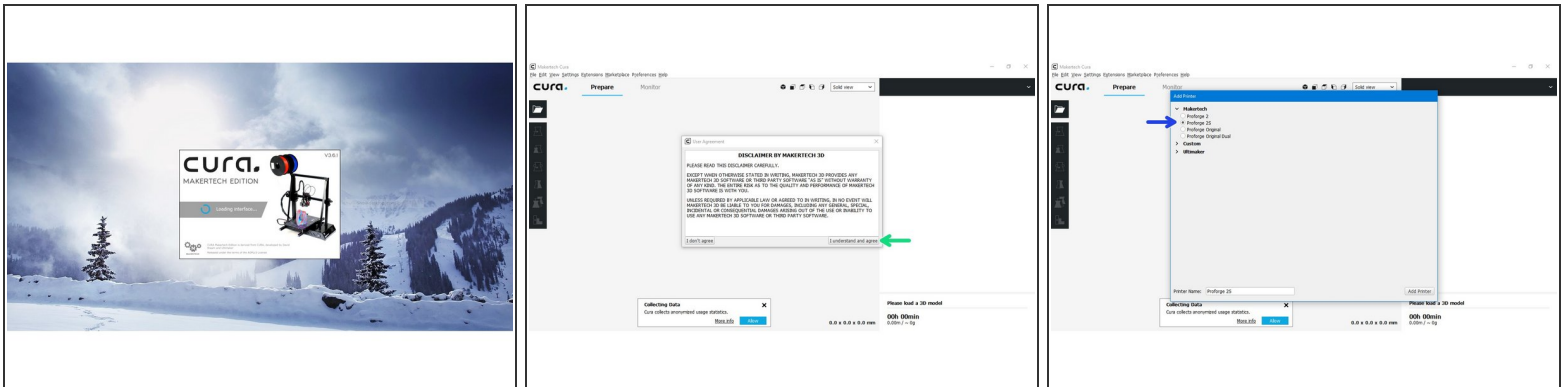 cura.
V3.6.1
MAKERTECH EDITION
Loading interface...
Makertech Cura
File Edit View Settings Extensions Marketplace Preferences Help
cura.
Prepare
Monitor
Solid view
User Agreement
DISCLAIMER BY MAKERTECH 3D
PLEASE READ THIS DISCLAIMER CAREFULLY.
EXCEPT WHEN OTHERWISE STATED IN WRITING, MAKERTECH 3D PROVIDES ANY
MAKERTECH 3D SOFTWARE OR THIRD PARTY SOFTWARE "AS IS" WITHOUT WARRANTY
OF ANY KIND. THE ENTIRE RISK AS TO THE QUALITY AND PERFORMANCE OF MAKERTECH
3D SOFTWARE IS WITH YOU.
UNLESS REQUIRED BY APPLICABLE LAW OR AGREED TO IN WRITING, IN NO EVENT WILL
MAKERTECH 3D BE LIABLE TO YOU FOR DAMAGES, INCLUDING ANY GENERAL, SPECIAL,
INCIDENTAL OR CONSEQUENTIAL DAMAGES ARISING OUT OF THE USE OR INABILITY TO
USE ANY MAKERTECH 3D SOFTWARE OR THIRD PARTY SOFTWARE.
I don't agree
I understand and agree
Collecting Data
Cura collects anonymized usage statistics.
More info
Allow
0.0 x 0.0 x 0.0 mm
Please load a 3D model
00h 00min
0.00m / ~ 0g
Makertech Cura
File Edit View Settings Extensions Marketplace Preferences Help
cura.
Prepare
Monitor
Solid view
Add Printer
Makertech
Proforge 2
Proforge 2S
Proforge Original
Proforge Original Dual
Custom
Ultimaker
Printer Name:
Proforge 2S
Add Printer
Collecting Data
Cura collects anonymized usage statistics.
More info
Allow
0.0 x 0.0 x 0.0 mm
Please load a 3D model
00h 00min
0.00m / ~ 0g